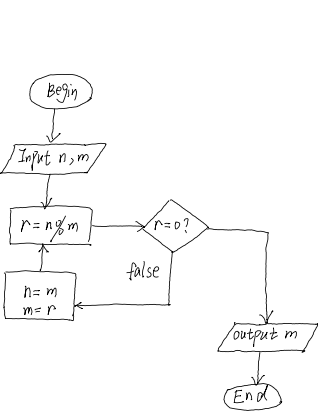 Begin
Input n, m
r = n % m
r = 0 ?
false
n = m
m = r
output m
End